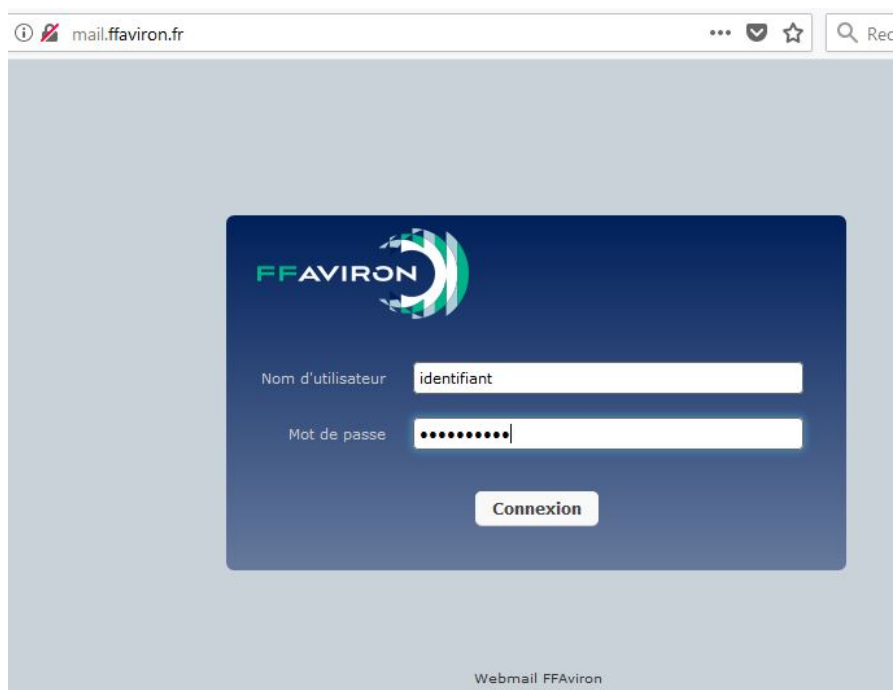 mail.ffaviron.fr
Rec
FFAVIRON
Nom d'utilisateur identifiant
Mot de passe ••••••••••
Connexion
Webmail FFAviron